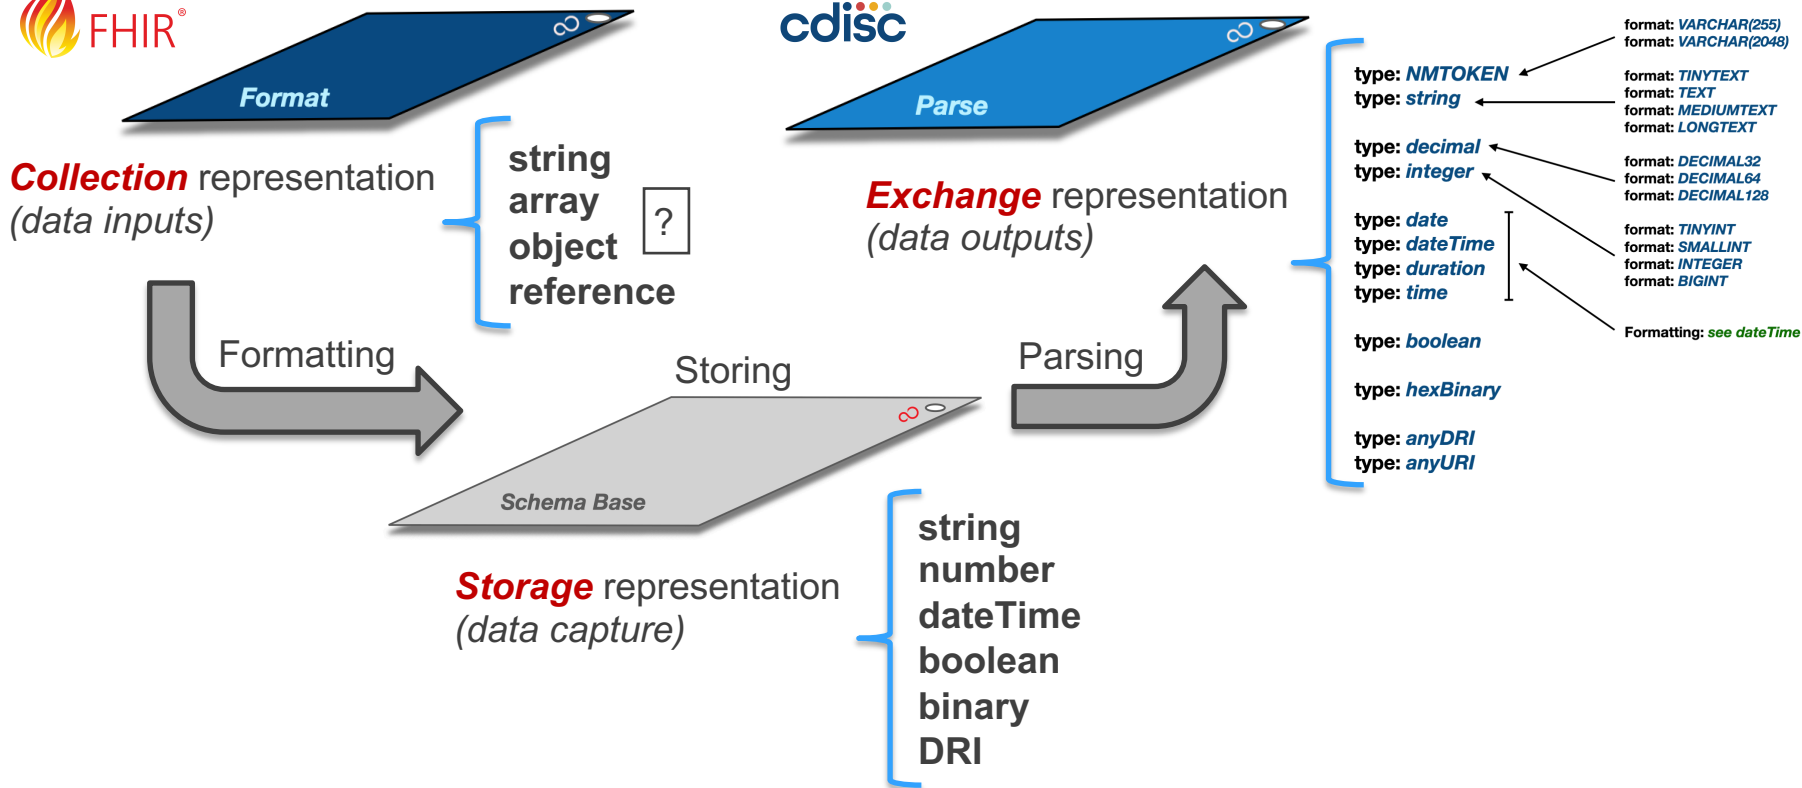 FHIR®
Format
Collection representation
(data inputs)
string
array
object
reference
?
Formatting
Storing
Schema Base
Storage representation
(data capture)
string
number
dateTime
boolean
binary
DRI
cdisc
Parse
Exchange representation
(data outputs)
Parsing
type: NMTOKEN
type: string
type: decimal
type: integer
type: date
type: dateTime
type: duration
type: time
type: boolean
type: hexBinary
type: anyDRI
type: anyURI
format: VARCHAR(255)
format: VARCHAR(2048)
format: TINYTEXT
format: TEXT
format: MEDIUMTEXT
format: LONGTEXT
format: DECIMAL32
format: DECIMAL64
format: DECIMAL128
format: TINYINT
format: SMALLINT
format: INTEGER
format: BIGINT
Formatting: see dateTime